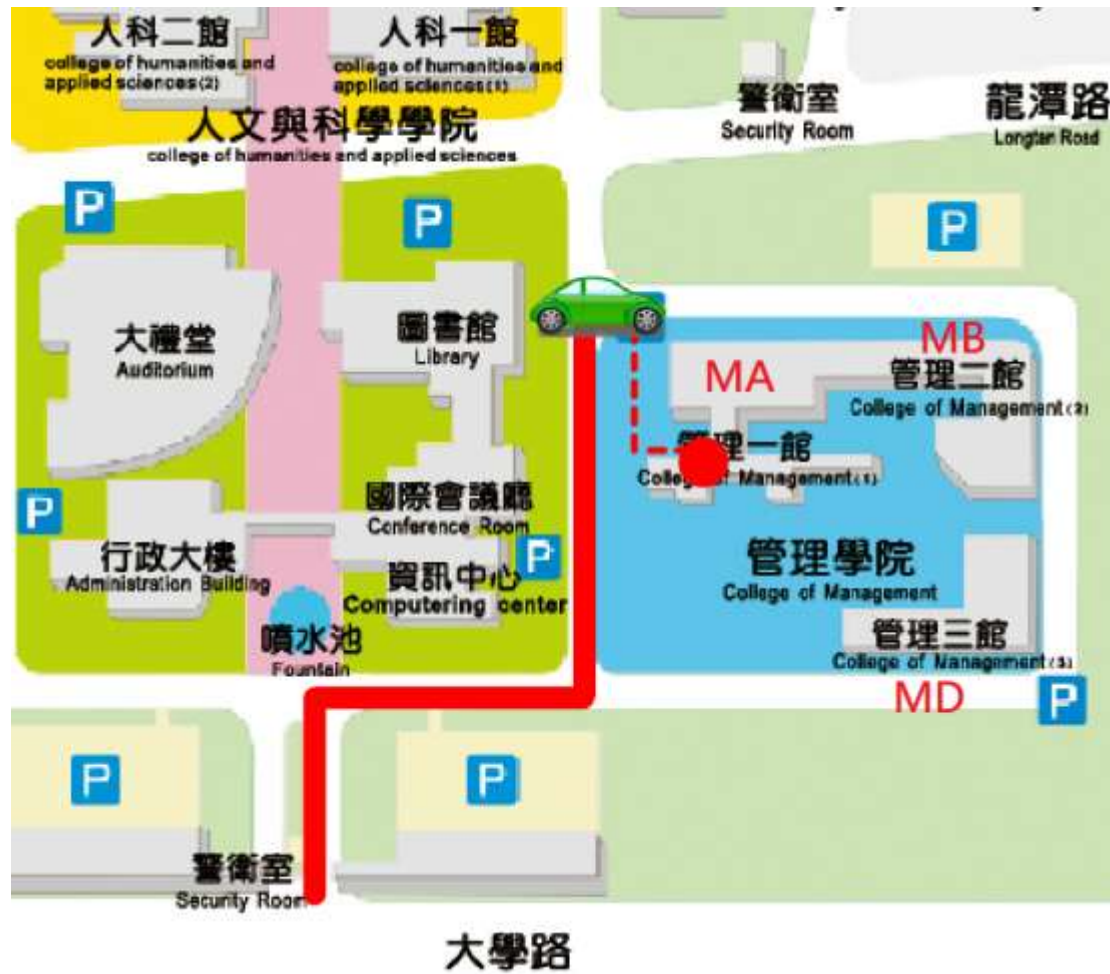 人科二館
college of humanities and
applied sciences(2)
人科一館
college of humanities and
applied sciences(1)
人文與科學學院
college of humanities and applied sciences
警衛室
Security Room
龍潭路
Longtan Road
P
P
P
大禮堂
Auditorium
圖書館
Library
MA
MB
管理二館
College of Management(2)
管理一館
College of Management(1)
P
國際會議廳
Conference Room
P
行政大樓
Administration Building
資訊中心
Computering center
管理學院
College of Management
噴水池
Fountain
管理三館
College of Management(3)
MD
P
P
P
警衛室
Security Room
大學路